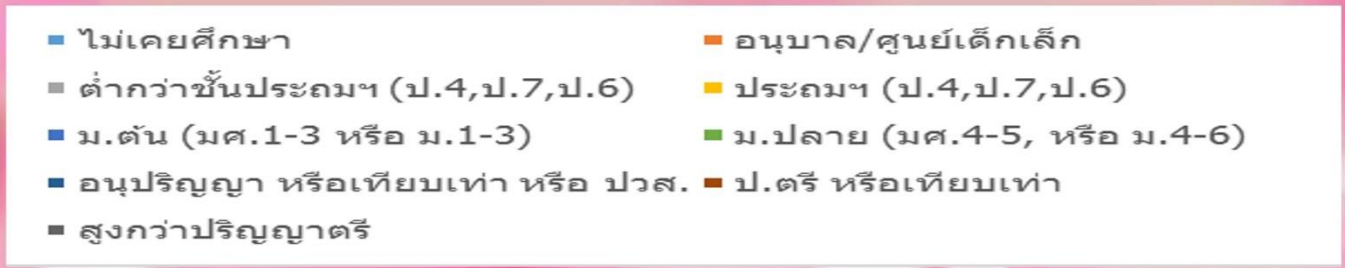 ไม่เคยศึกษา อนุบาล/ศูนย์เด็กเล็ก
ต่ำกว่าชั้นประถมฯ (ป.4,ป.7,ป.6) ประถมฯ (ป.4,ป.7,ป.6)
ม.ต้น (มศ.1-3 หรือ ม.1-3) ม.ปลาย (มศ.4-5, หรือ ม.4-6)
อนุปริญญา หรือเทียบเท่า หรือ ปวส. ป.ตรี หรือเทียบเท่า
สูงกว่าปริญญาตรี